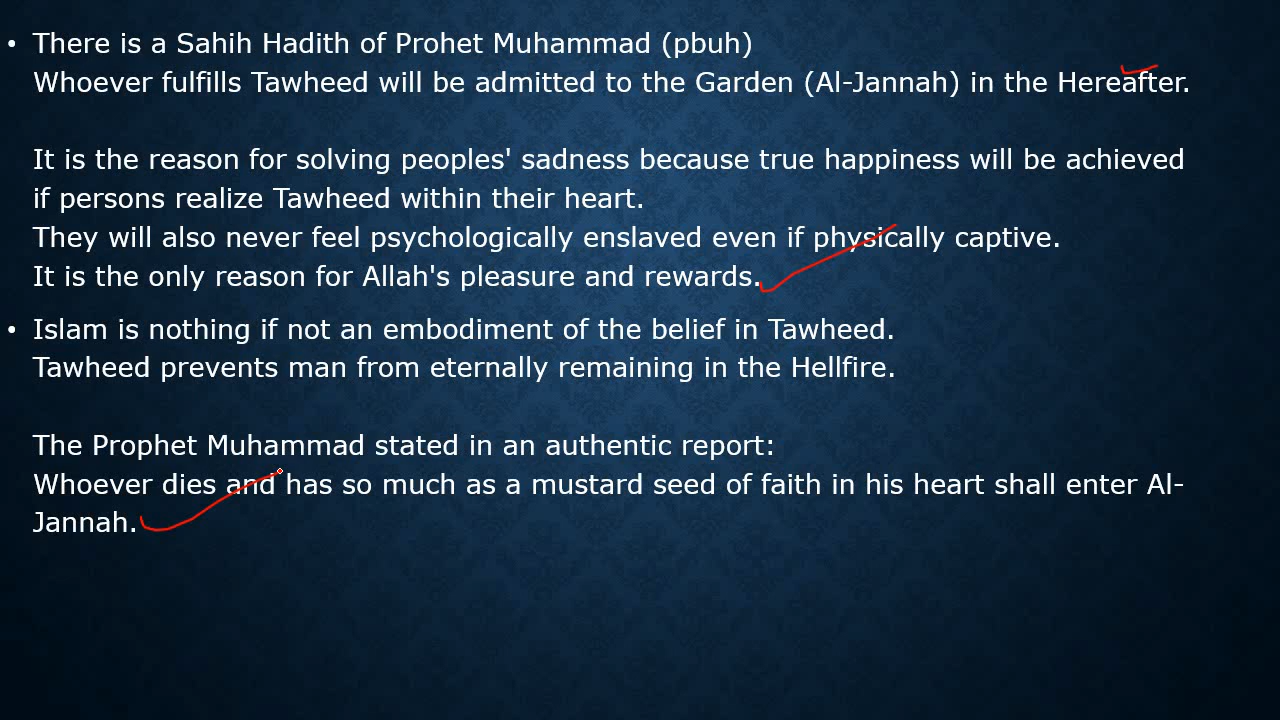 • There is a Sahih Hadith of Prohet Muhammad (pbuh)
Whoever fulfills Tawheed will be admitted to the Garden (Al-Jannah) in the Hereafter.
It is the reason for solving peoples' sadness because true happiness will be achieved
if persons realize Tawheed within their heart.
They will also never feel psychologically enslaved even if physically captive.
It is the only reason for Allah's pleasure and rewards.
• Islam is nothing if not an embodiment of the belief in Tawheed.
Tawheed prevents man from eternally remaining in the Hellfire.
The Prophet Muhammad stated in an authentic report:
Whoever dies and has so much as a mustard seed of faith in his heart shall enter Al-
Jannah.